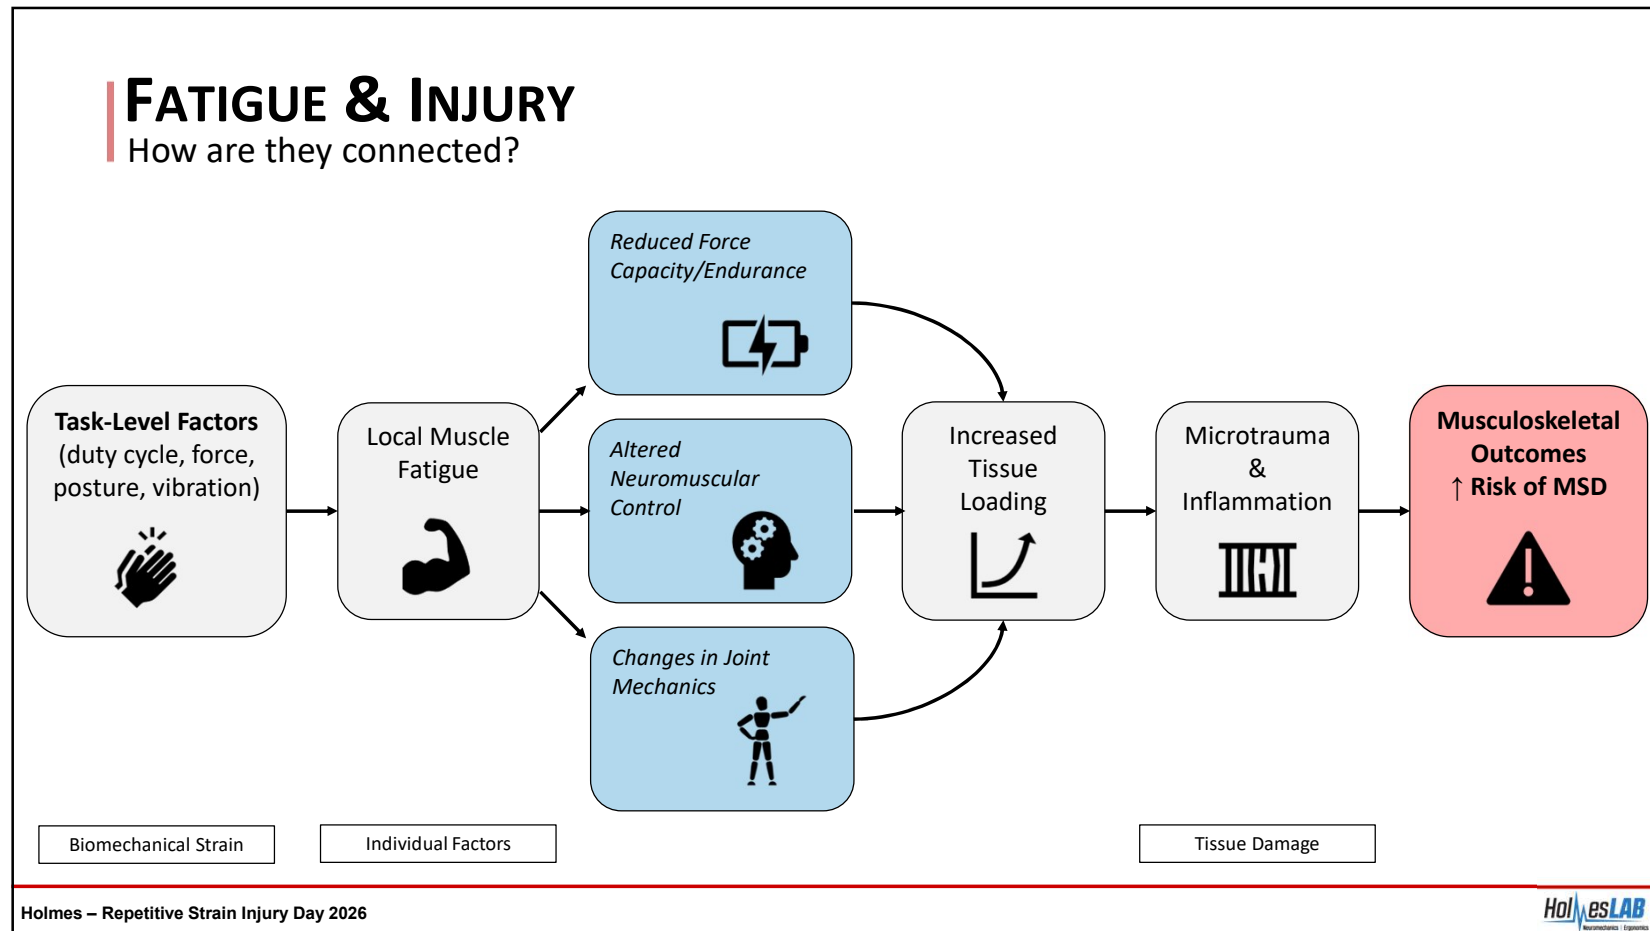 FATIGUE & INJURY
How are they connected?
Reduced Force
Capacity/Endurance
Task-Level Factors
(duty cycle, force,
posture, vibration)
Local Muscle
Fatigue
Altered
Neuromuscular
Control
Changes in Joint
Mechanics
Increased
Tissue
Loading
Microtrauma
&
Inflammation
Musculoskeletal
Outcomes
↑ Risk of MSD
Biomechanical Strain
Individual Factors
Tissue Damage
Holmes – Repetitive Strain Injury Day 2026
HolmesLAB
Neuromechanics | Ergonomics